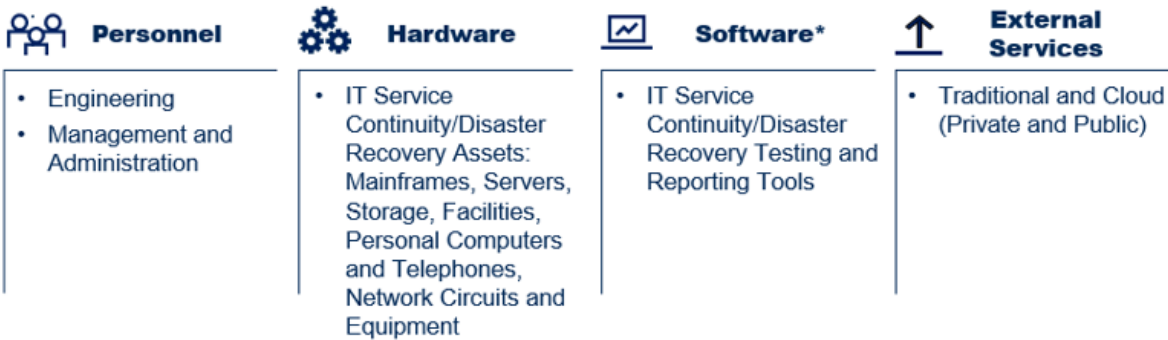 Personnel
• Engineering
• Management and
Administration
Hardware
• IT Service
Continuity/Disaster
Recovery Assets:
Mainframes, Servers,
Storage, Facilities,
Personal Computers
and Telephones,
Network Circuits and
Equipment
Software*
• IT Service
Continuity/Disaster
Recovery Testing and
Reporting Tools
External
Services
• Traditional and Cloud
(Private and Public)